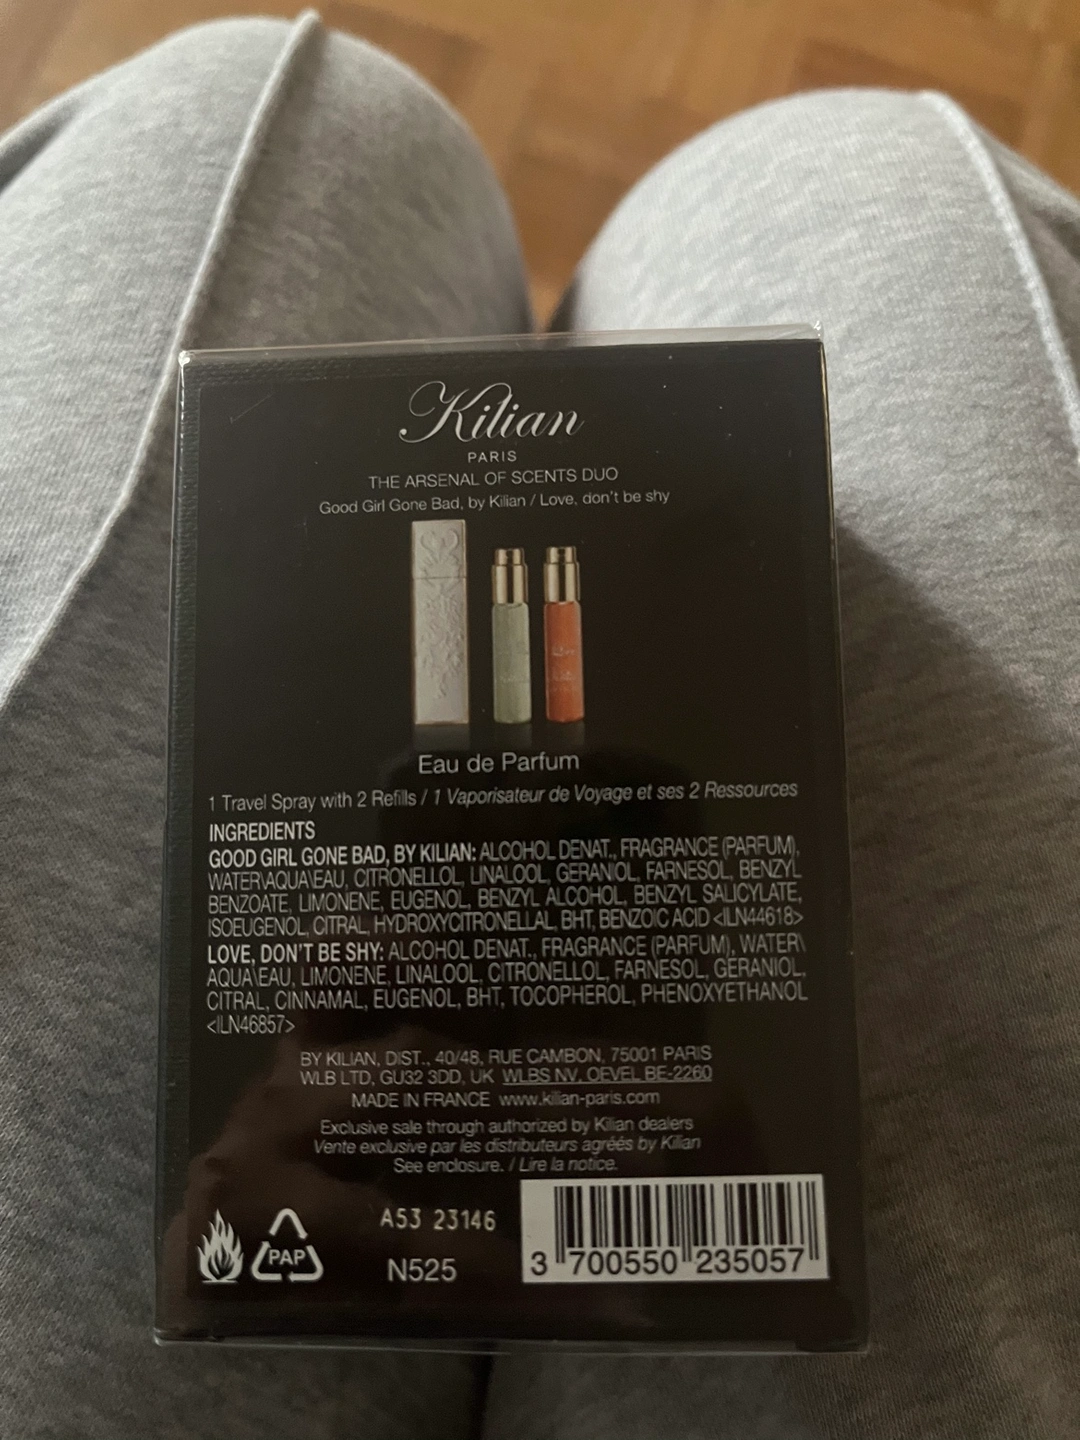 Kilian
PARIS
THE ARSENAL OF SCENTS DUO
Good Girl Gone Bad, by Kilian / Love, don't be shy
Eau de Parfum
1 Travel Spray with 2 Refills / 1 Vaporisateur de Voyage et ses 2 Ressources
INGREDIENTS
GOOD GIRL GONE BAD, BY KILIAN: ALCOHOL DENAT., FRAGRANCE (PARFUM),
WATER\AQUA\EAU, CITRONELLOL, LINALOOL, GERANIOL, FARNESOL, BENZYL
BENZOATE, LIMONENE, EUGENOL, BENZYL ALCOHOL, BENZYL SALICYLATE,
ISOEUGENOL, CITRAL, HYDROXYCITRONELLAL, BHT, BENZOIC ACID <ILN44618>
LOVE, DON'T BE SHY: ALCOHOL DENAT., FRAGRANCE (PARFUM), WATER\
AQUA\EAU, LIMONENE, LINALOOL, CITRONELLOL, FARNESOL, GERANIOL,
CITRAL, CINNAMAL, EUGENOL, BHT, TOCOPHEROL, PHENOXYETHANOL
<ILN46857>
BY KILIAN, DIST., 40/48, RUE CAMBON, 75001 PARIS
WLB LTD, GU32 3DD, UK WLBS NV, OEVEL BE-2260
MADE IN FRANCE www.kilian-paris.com
Exclusive sale through authorized by Kilian dealers
Vente exclusive par les distributeurs agréés by Kilian
See enclosure. / Lire la notice.
PAP
A53 23146
N525
3 700550 235057